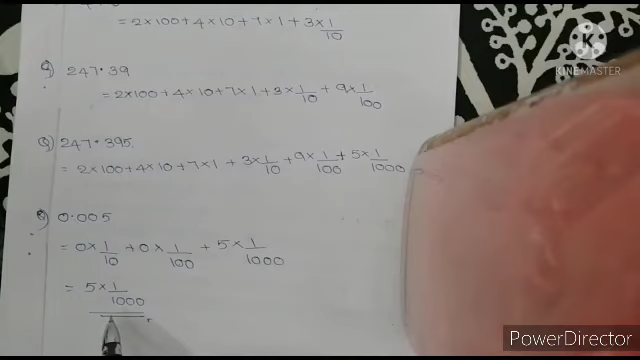 = 2×100+4×10+7×1+3×1/10
Q) 247.39
= 2×100+4×10+7×1+3×1/10+9×1/100
Q) 247.395
= 2×100+4×10+7×1+3×1/10+9×1/100+5×1/1000
Q) 0.005
= 0×1/10+0×1/100+5×1/1000
= 5×1/1000
K
KINEMASTER
PowerDirector